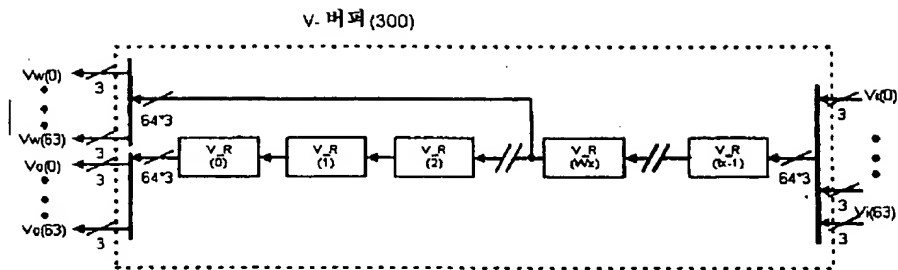 V- 버퍼 (300)
Vw(0)
3
Vw(63)
3
Vo(0)
3
Vo(63)
3
64*3
64*3
V_R
(0)
V_R
(1)
V_R
(2)
V_R
(Wx)
V_R
(tx-1)
64*3
Vi(0)
3
3
Vi(63)
3